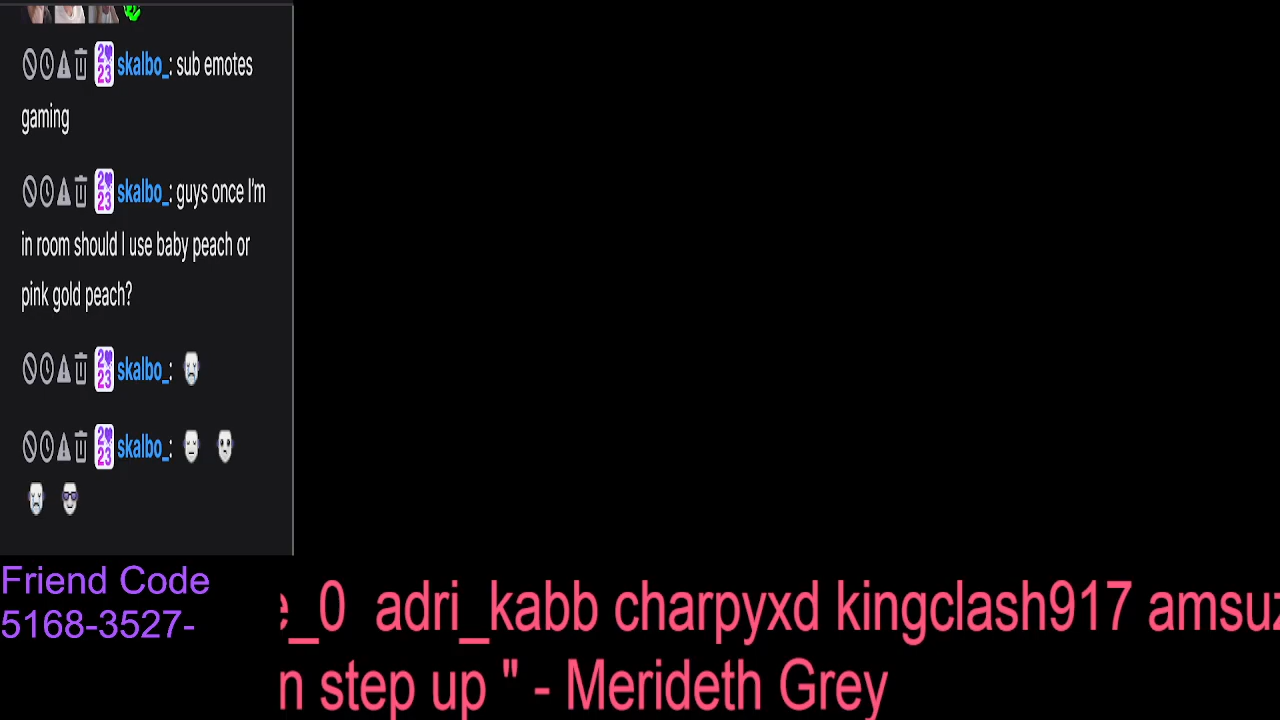 skalbo_: sub emotes
gaming
skalbo_: guys once I'm
in room should I use baby peach or
pink gold peach?
skalbo_:
skalbo_:
Friend Code
5168-3527-
e_0 adri_kabb charpyxd kingclash917 amsuz
n step up " - Merideth Grey